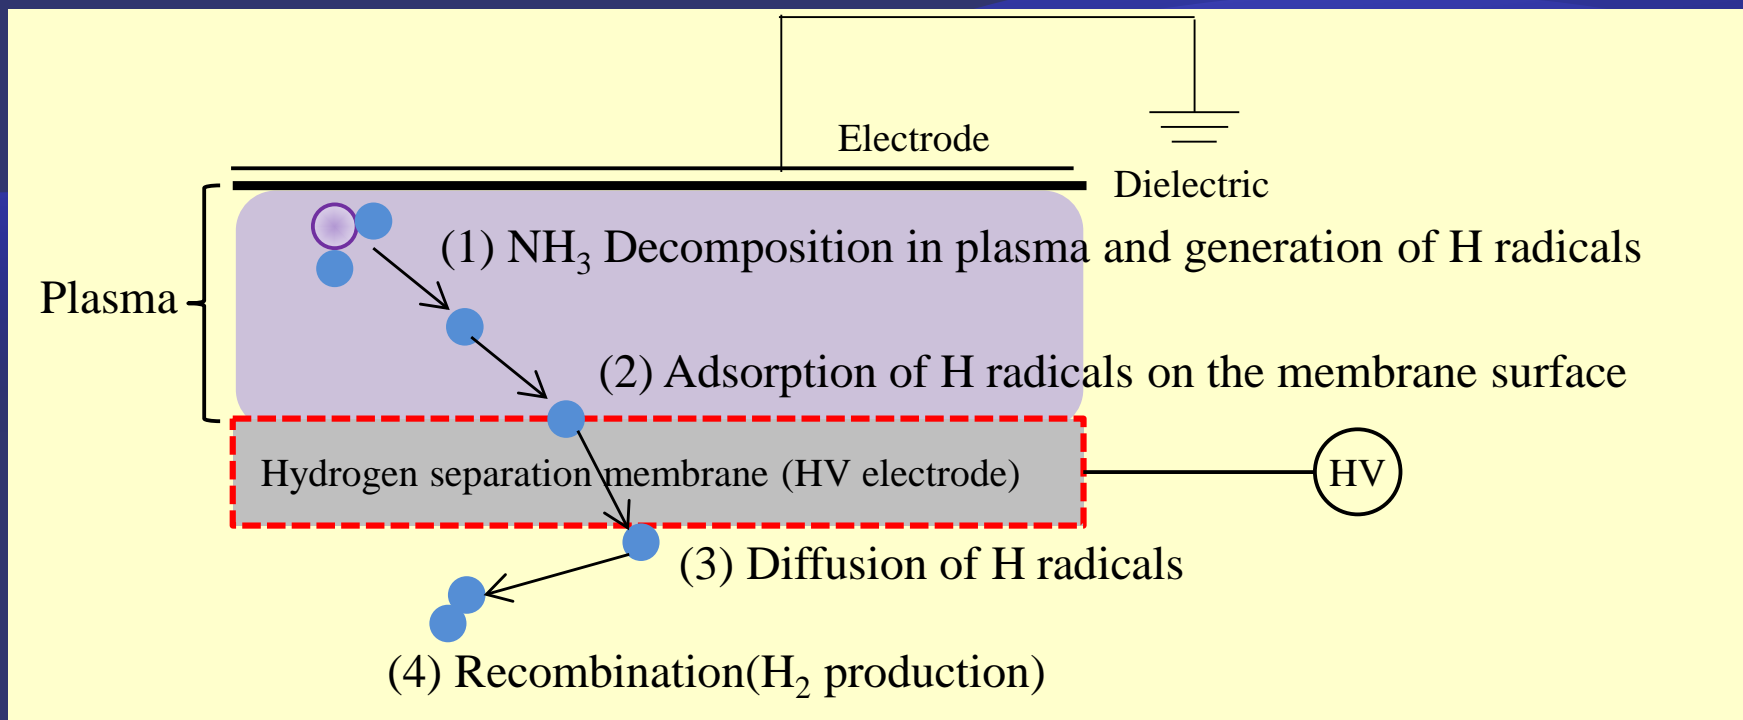 Electrode
Dielectric
(1) NH₃ Decomposition in plasma and generation of H radicals
Plasma
(2) Adsorption of H radicals on the membrane surface
Hydrogen separation membrane (HV electrode)
HV
(3) Diffusion of H radicals
(4) Recombination(H₂ production)